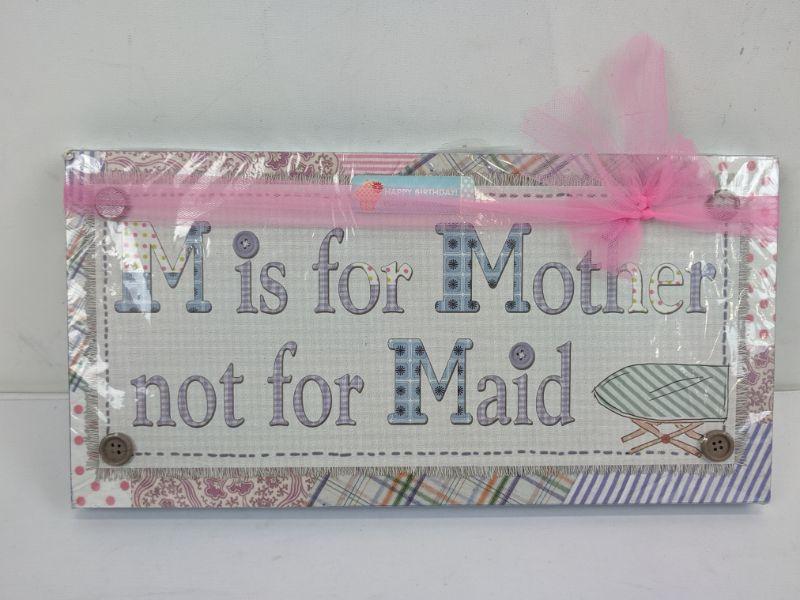 HAPPY BIRTHDAY!
M is for Mother
not for Maid